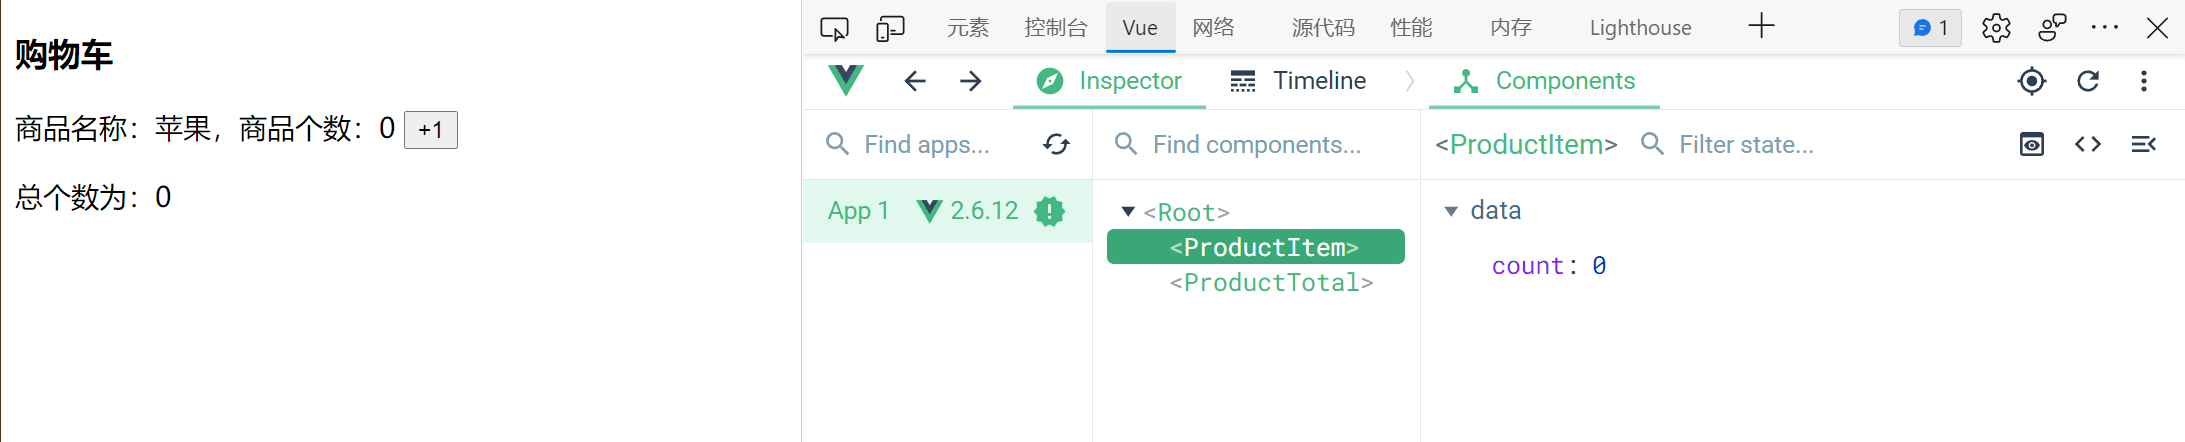 购物车
商品名称：苹果，商品个数：0 +1
总个数为：0
元素 控制台 Vue 网络 源代码 性能 内存 Lighthouse 1
Inspector Timeline Components
Find apps... Find components... <ProductItem> Filter state...
App 1 2.6.12
<Root>
<ProductItem>
<ProductTotal>
data
count: 0